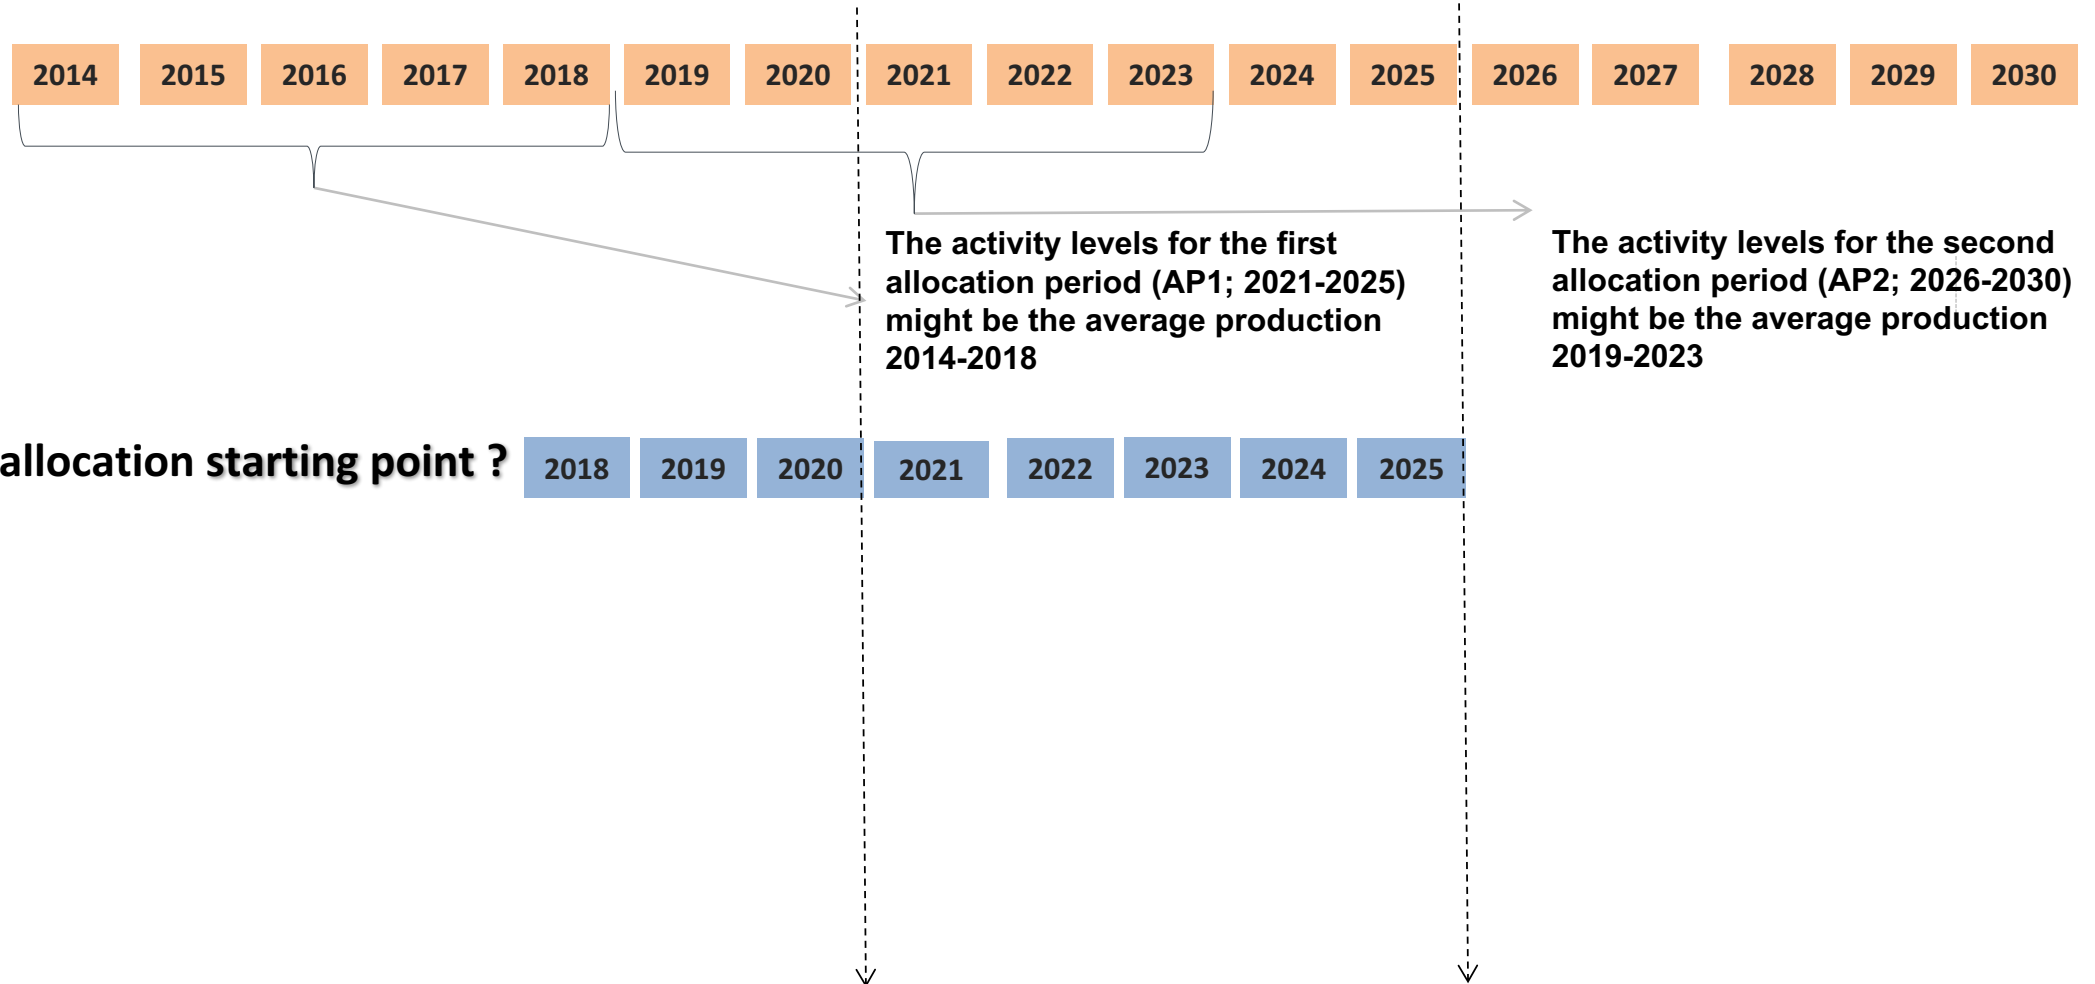 2014 2015 2016 2017 2018 2019 2020 2021 2022 2023 2024 2025 2026 2027 2028 2029 2030
The activity levels for the first
allocation period (AP1; 2021-2025)
might be the average production
2014-2018
The activity levels for the second
allocation period (AP2; 2026-2030)
might be the average production
2019-2023
allocation starting point ? 2018 2019 2020 2021 2022 2023 2024 2025